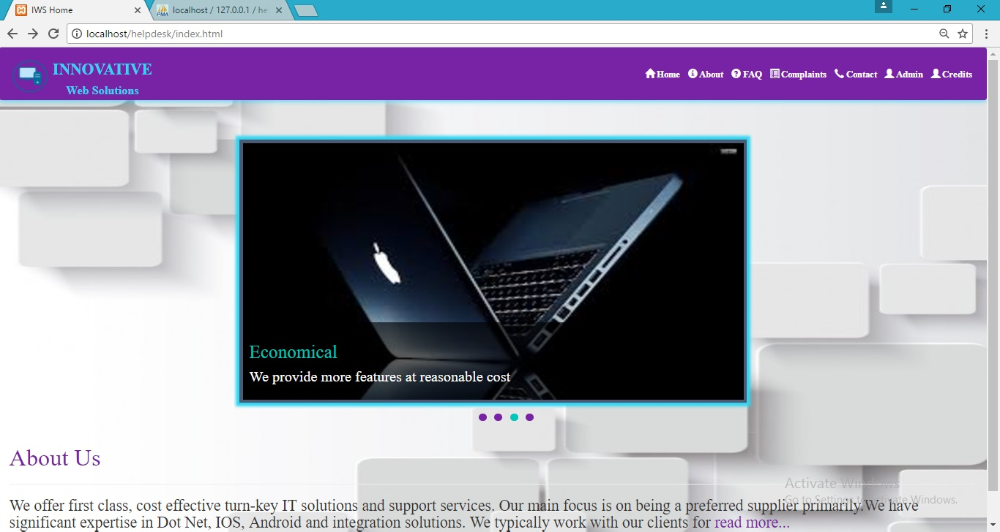 IWS Home
localhost / 127.0.0.1 / he
localhost/helpdesk/index.html
INNOVATIVE
Web Solutions
Home About FAQ Complaints Contact Admin Credits
Economical
We provide more features at reasonable cost
About Us
Activate Windows
Go to Settings to activate Windows.
We offer first class, cost effective turn-key IT solutions and support services. Our main focus is on being a preferred supplier primarily.We have
significant expertise in Dot Net, IOS, Android and integration solutions. We typically work with our clients for read more...